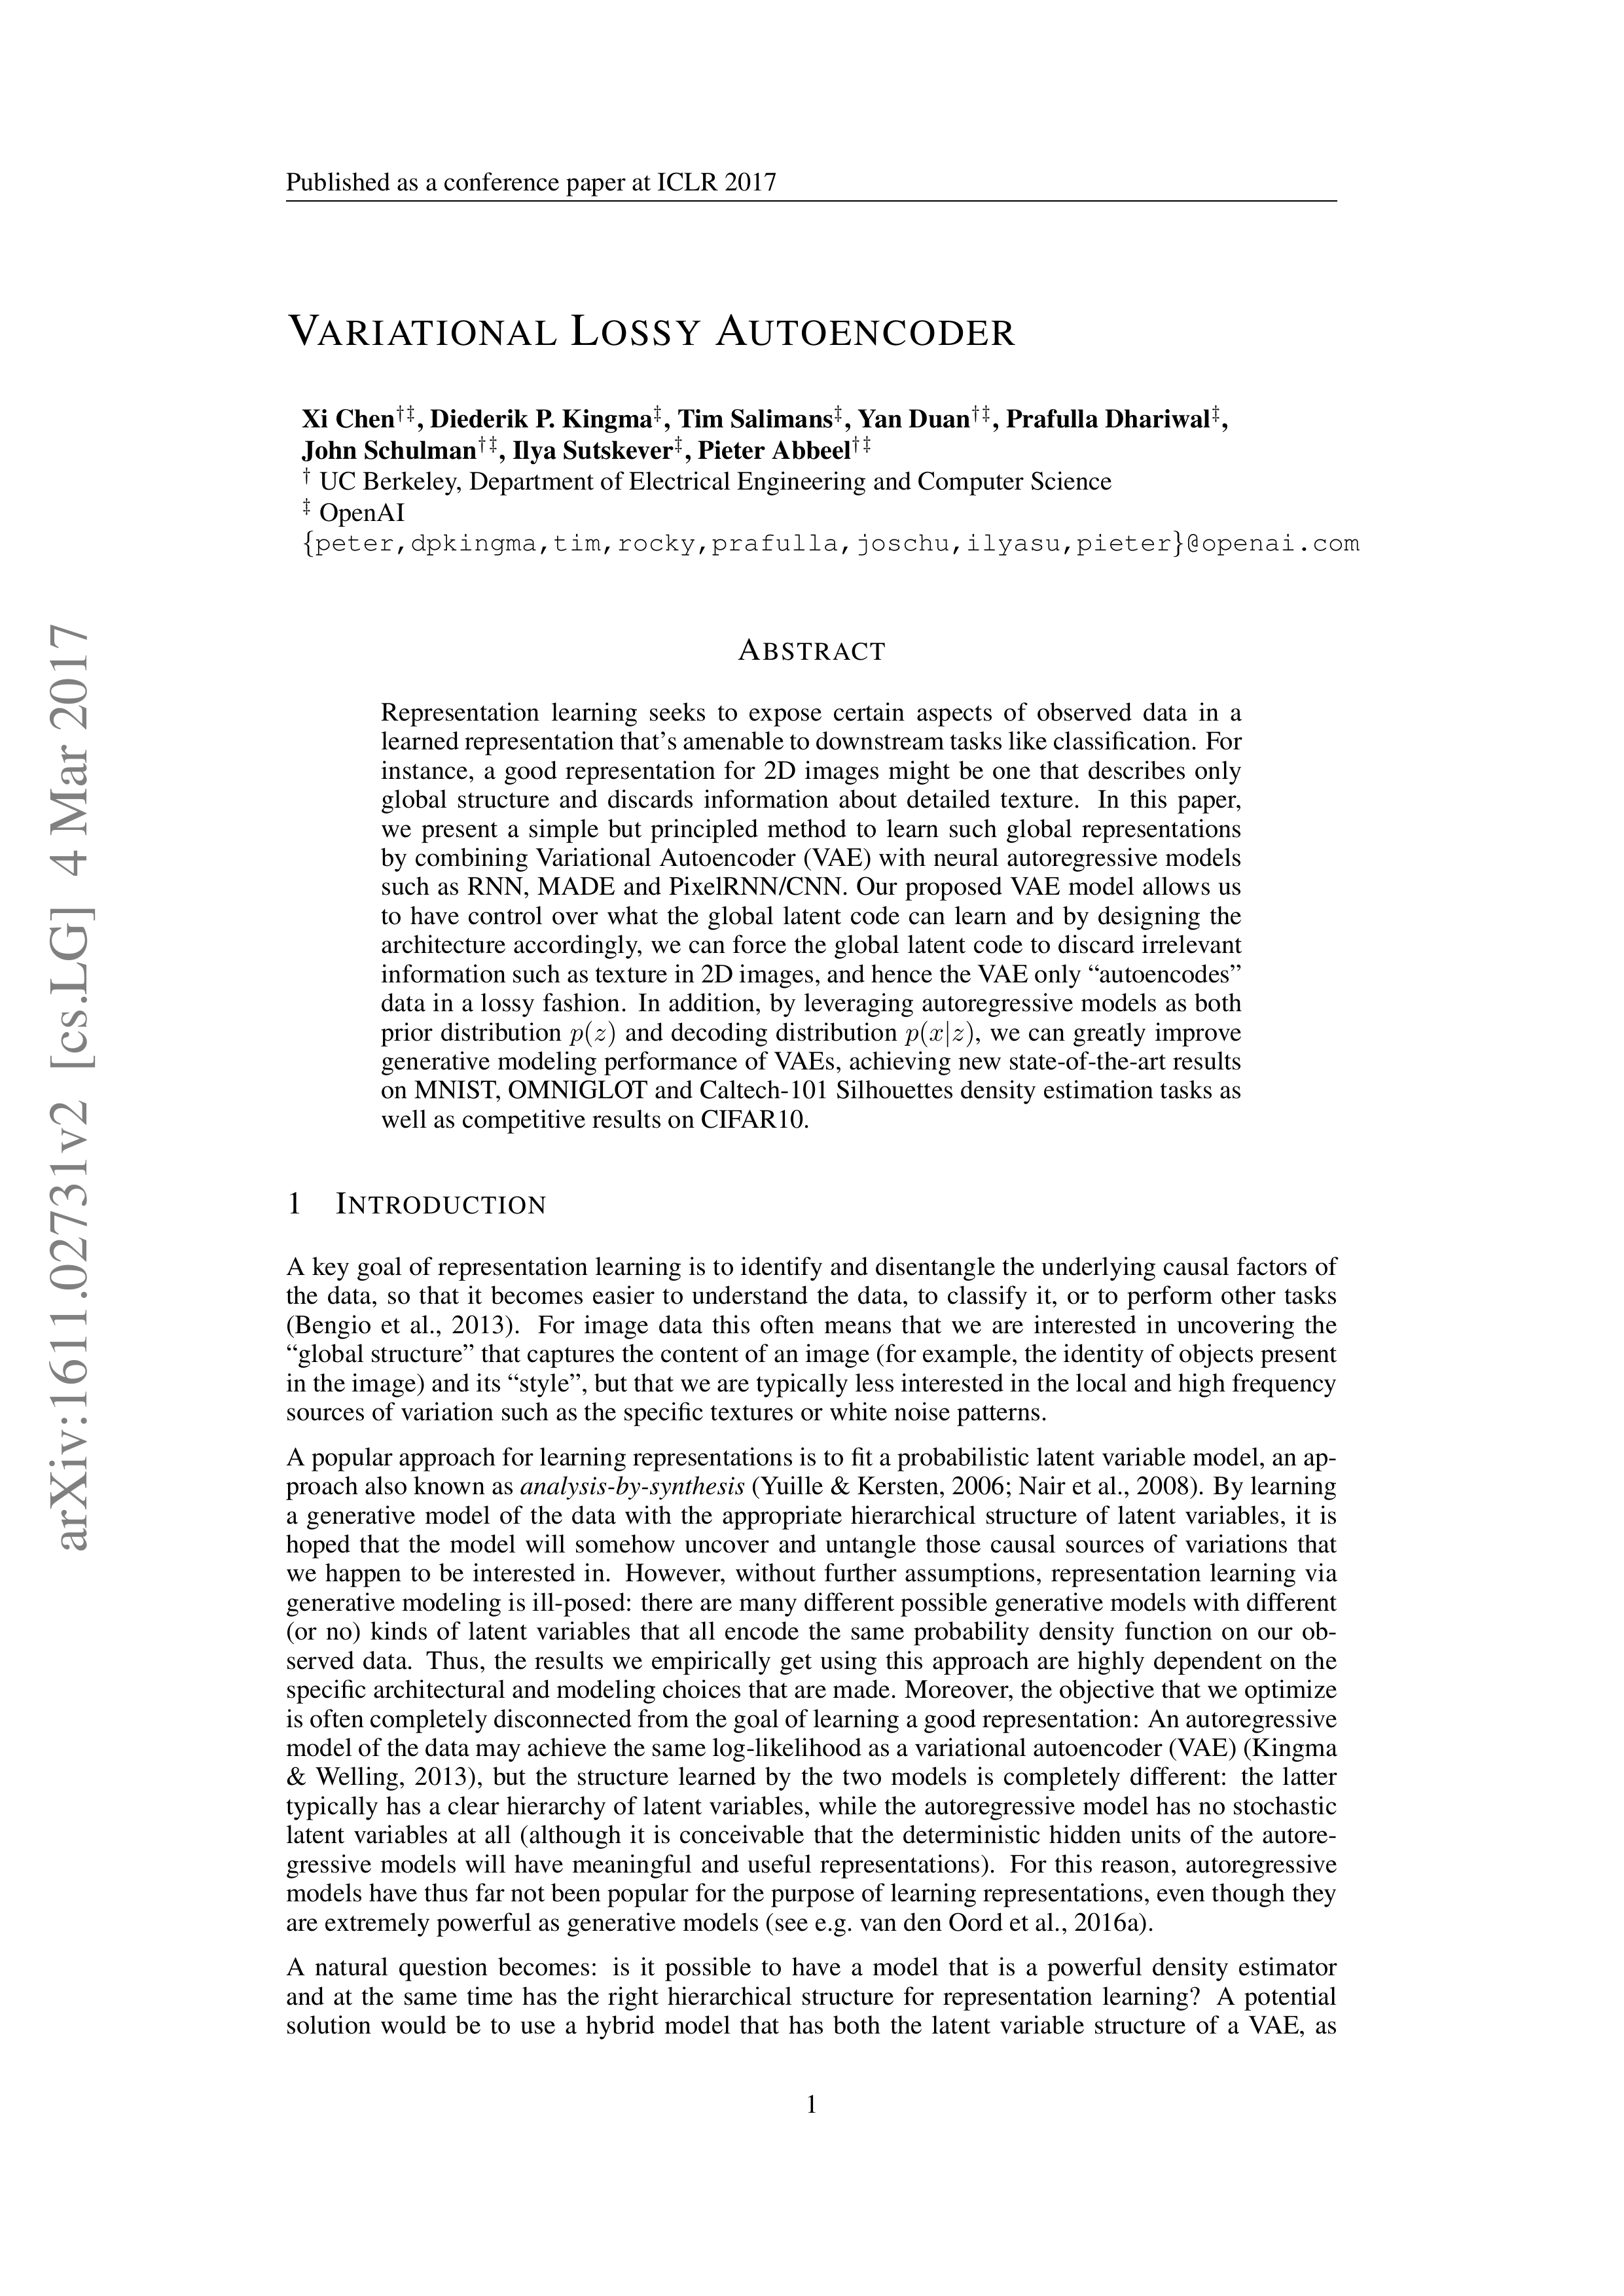 Published as a conference paper at ICLR 2017
VARIATIONAL LOSSY AUTOENCODER
Xi Chen†‡, Diederik P. Kingma‡, Tim Salimans‡, Yan Duan†‡, Prafulla Dhariwal‡,
John Schulman†‡, Ilya Sutskever‡, Pieter Abbeel†‡
† UC Berkeley, Department of Electrical Engineering and Computer Science
‡ OpenAI
{peter,dpkingma,tim,rocky,prafulla,joschu,ilyasu,pieter}@openai.com
ABSTRACT
Representation learning seeks to expose certain aspects of observed data in a
learned representation that's amenable to downstream tasks like classification. For
instance, a good representation for 2D images might be one that describes only
global structure and discards information about detailed texture. In this paper,
we present a simple but principled method to learn such global representations
by combining Variational Autoencoder (VAE) with neural autoregressive models
such as RNN, MADE and PixelRNN/CNN. Our proposed VAE model allows us
to have control over what the global latent code can learn and by designing the
architecture accordingly, we can force the global latent code to discard irrelevant
information such as texture in 2D images, and hence the VAE only “autoencodes”
data in a lossy fashion. In addition, by leveraging autoregressive models as both
prior distribution p(z) and decoding distribution p(x|z), we can greatly improve
generative modeling performance of VAEs, achieving new state-of-the-art results
on MNIST, OMNIGLOT and Caltech-101 Silhouettes density estimation tasks as
well as competitive results on CIFAR10.
1 INTRODUCTION
A key goal of representation learning is to identify and disentangle the underlying causal factors of
the data, so that it becomes easier to understand the data, to classify it, or to perform other tasks
(Bengio et al., 2013). For image data this often means that we are interested in uncovering the
“global structure” that captures the content of an image (for example, the identity of objects present
in the image) and its “style”, but that we are typically less interested in the local and high frequency
sources of variation such as the specific textures or white noise patterns.
A popular approach for learning representations is to fit a probabilistic latent variable model, an ap-
proach also known as analysis-by-synthesis (Yuille & Kersten, 2006; Nair et al., 2008). By learning
a generative model of the data with the appropriate hierarchical structure of latent variables, it is
hoped that the model will somehow uncover and untangle those causal sources of variations that
we happen to be interested in. However, without further assumptions, representation learning via
generative modeling is ill-posed: there are many different possible generative models with different
(or no) kinds of latent variables that all encode the same probability density function on our ob-
served data. Thus, the results we empirically get using this approach are highly dependent on the
specific architectural and modeling choices that are made. Moreover, the objective that we optimize
is often completely disconnected from the goal of learning a good representation: An autoregressive
model of the data may achieve the same log-likelihood as a variational autoencoder (VAE) (Kingma
& Welling, 2013), but the structure learned by the two models is completely different: the latter
typically has a clear hierarchy of latent variables, while the autoregressive model has no stochastic
latent variables at all (although it is conceivable that the deterministic hidden units of the autore-
gressive models will have meaningful and useful representations). For this reason, autoregressive
models have thus far not been popular for the purpose of learning representations, even though they
are extremely powerful as generative models (see e.g. van den Oord et al., 2016a).
A natural question becomes: is it possible to have a model that is a powerful density estimator
and at the same time has the right hierarchical structure for representation learning? A potential
solution would be to use a hybrid model that has both the latent variable structure of a VAE, as
1
arXiv:1611.02731v2 [cs.LG] 4 Mar 2017